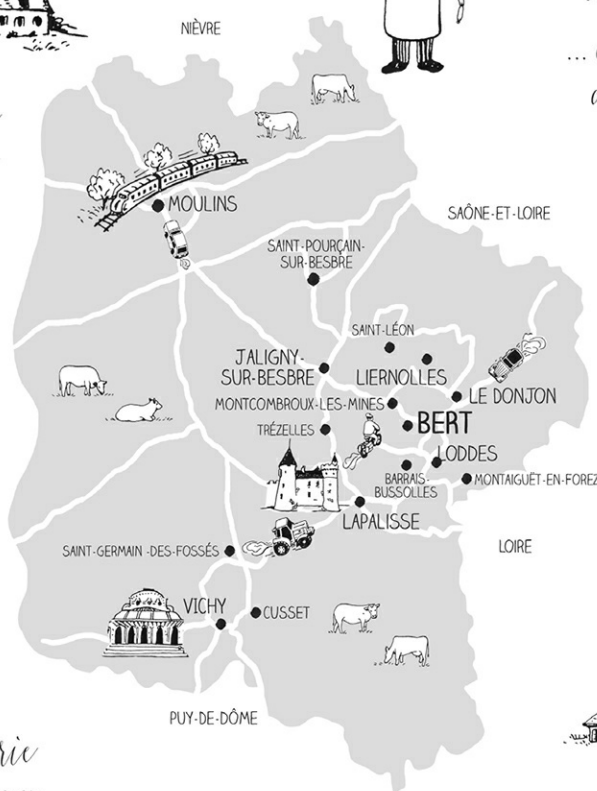 NIÈVRE
...
MOULINS
SAÔNE-ET-LOIRE
SAINT-POURÇAIN-
SUR-BESBRE
SAINT-LÉON
JALIGNY-
SUR-BESBRE
LIERNOLLES
LE DONJON
MONTCOMBROUX-LES-MINES
BERT
TRÉZELLES
LODDES
BARRAIS-
BUSSOLLES
MONTAIGUËT-EN-FOREZ
LAPALISSE
SAINT-GERMAIN-DES-FOSSÉS
LOIRE
VICHY
CUSSET
PUY-DE-DÔME
rie